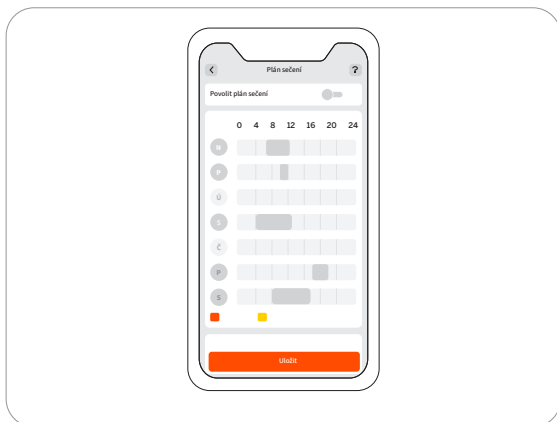 Plán sečení
?
Povolit plán sečení
0 4 8 12 16 20 24
N
P
Ú
S
Č
P
S
Uložit